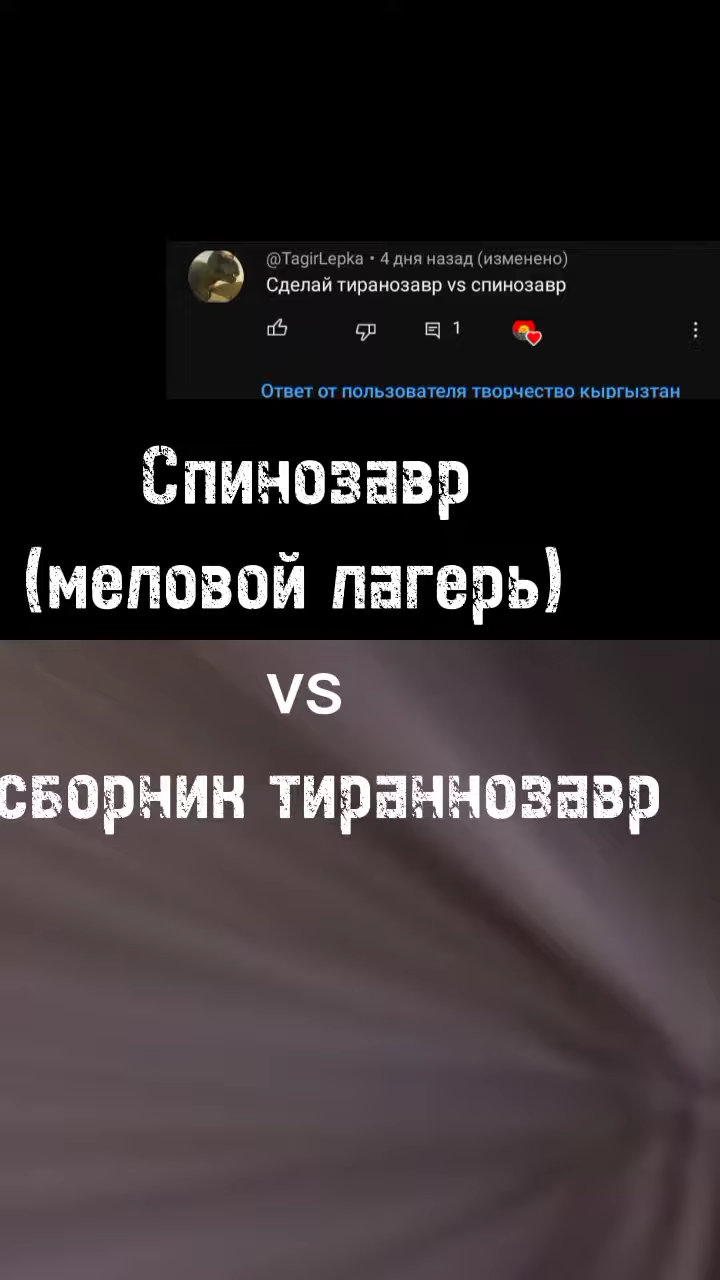 @TagirLepka • 4 дня назад (изменено)
Сделай тиранозавр vs спинозавр
1
Ответ от пользователя творчество кыргызтан
Спинозавр
(меловой лагерь)
vs
сборник тираннозавр